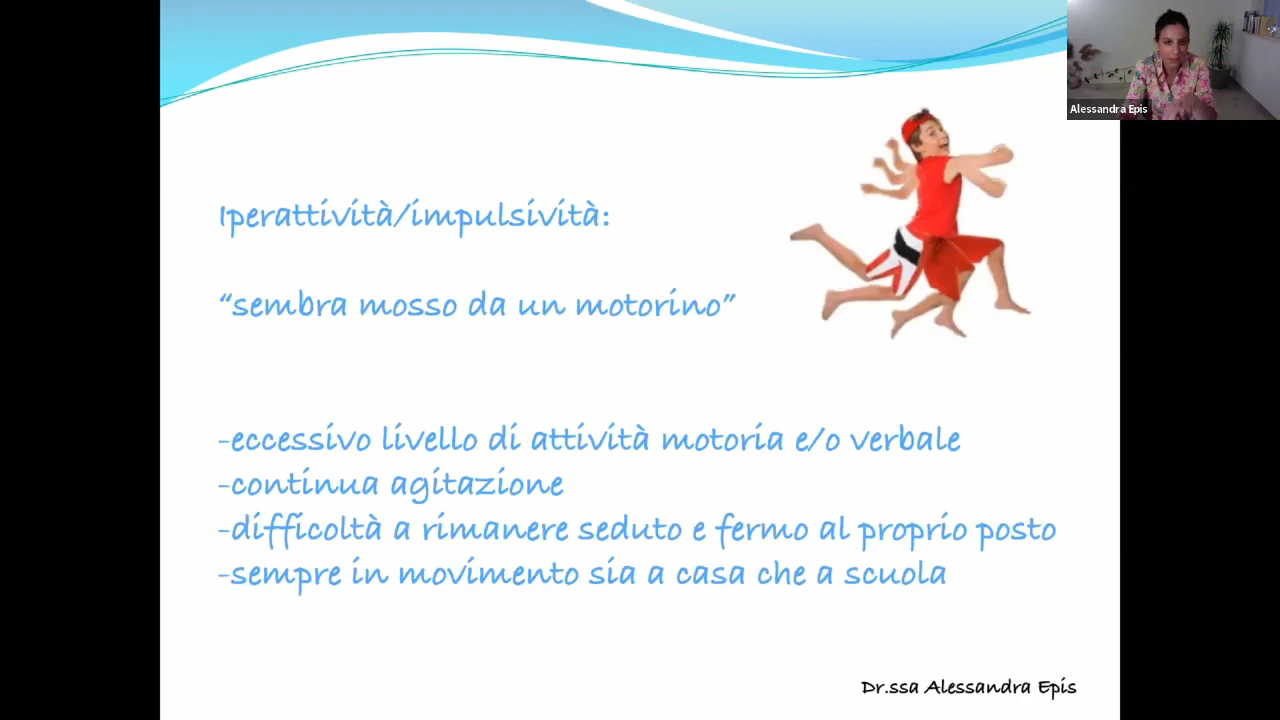 Alessandra Epis
Iperattività/impulsività:
“sembra mosso da un motorino”
-eccessivo livello di attività motoria e/o verbale
-continua agitazione
-difficoltà a rimanere seduto e fermo al proprio posto
-sempre in movimento sia a casa che a scuola
Dr.ssa Alessandra Epis